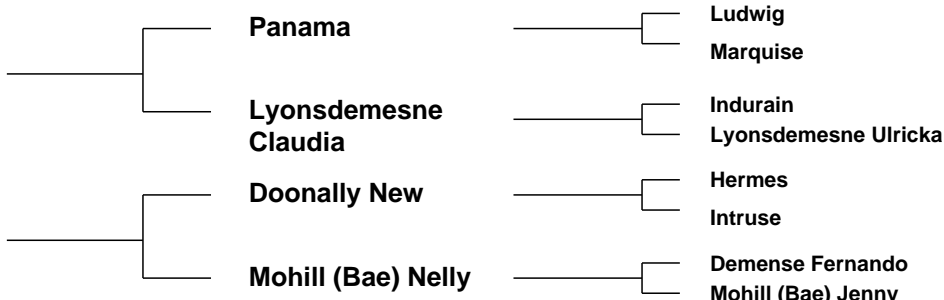 Panama
Ludwig
Marquise
Lyonsdemesne
Claudia
Indurain
Lyonsdemesne Ulricka
Doonally New
Hermes
Intruse
Mohill (Bae) Nelly
Demense Fernando
Mohill (Bae) Jenny